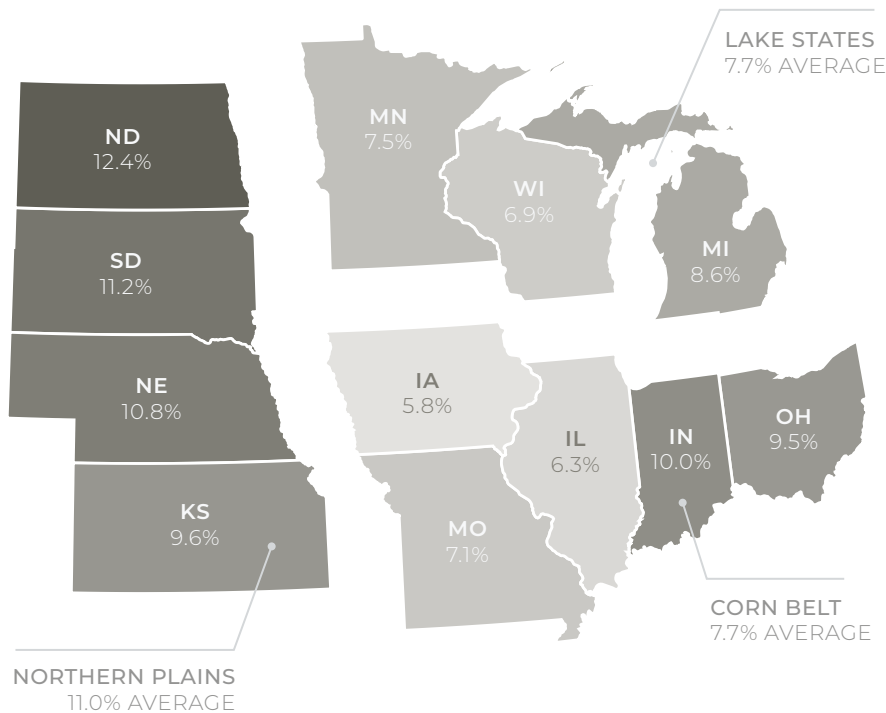 LAKE STATES
7.7% AVERAGE
ND
12.4%
SD
11.2%
NE
10.8%
KS
9.6%
NORTHERN PLAINS
11.0% AVERAGE
MN
7.5%
WI
6.9%
MI
8.6%
IA
5.8%
IL
6.3%
MO
7.1%
IN
10.0%
OH
9.5%
CORN BELT
7.7% AVERAGE